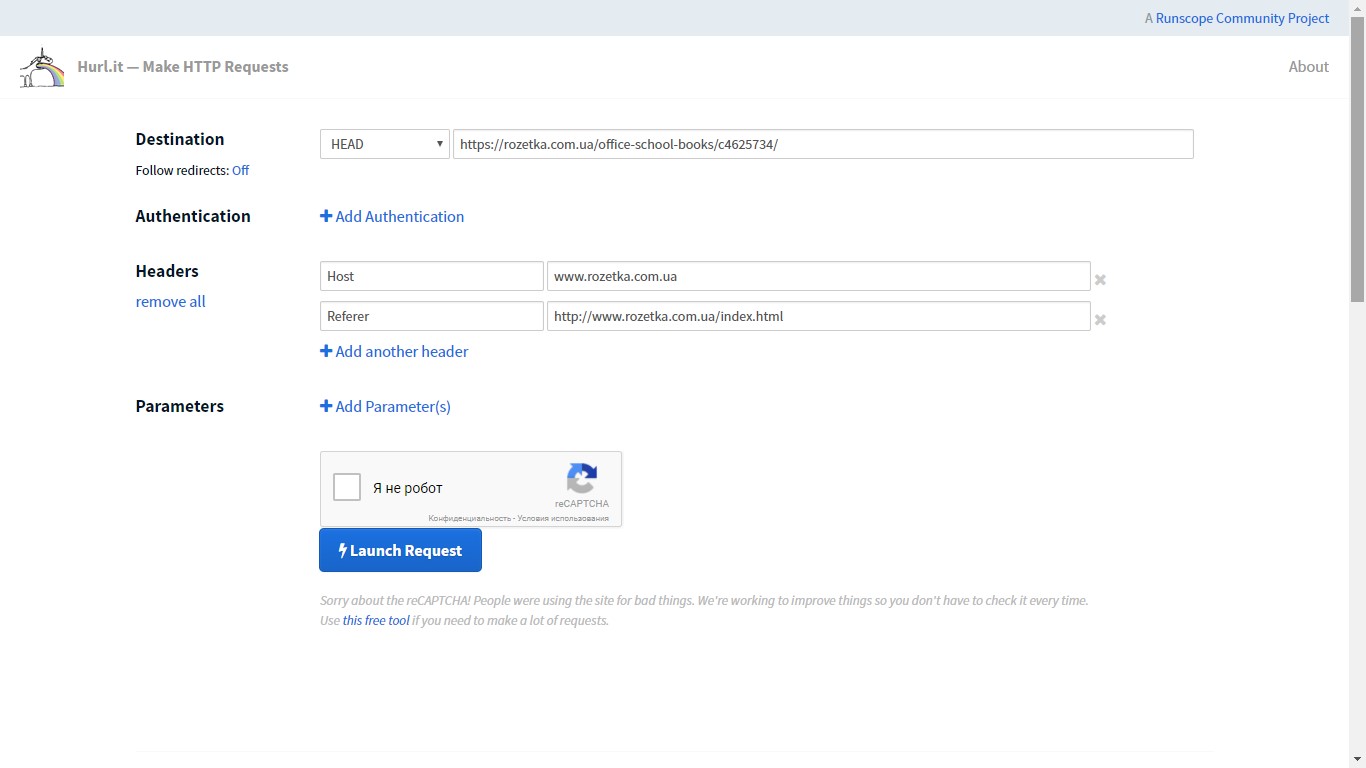 A Runscope Community Project
Hurl.it — Make HTTP Requests
About
Destination
HEAD
https://rozetka.com.ua/office-school-books/c4625734/
Follow redirects: Off
Authentication
Add Authentication
Headers
Host
www.rozetka.com.ua
remove all
Referer
http://www.rozetka.com.ua/index.html
Add another header
Parameters
Add Parameter(s)
Я не робот
reCAPTCHA
Конфиденциальность - Условия использования
Launch Request
Sorry about the reCAPTCHA! People were using the site for bad things. We're working to improve things so you don't have to check it every time.
Use this free tool if you need to make a lot of requests.